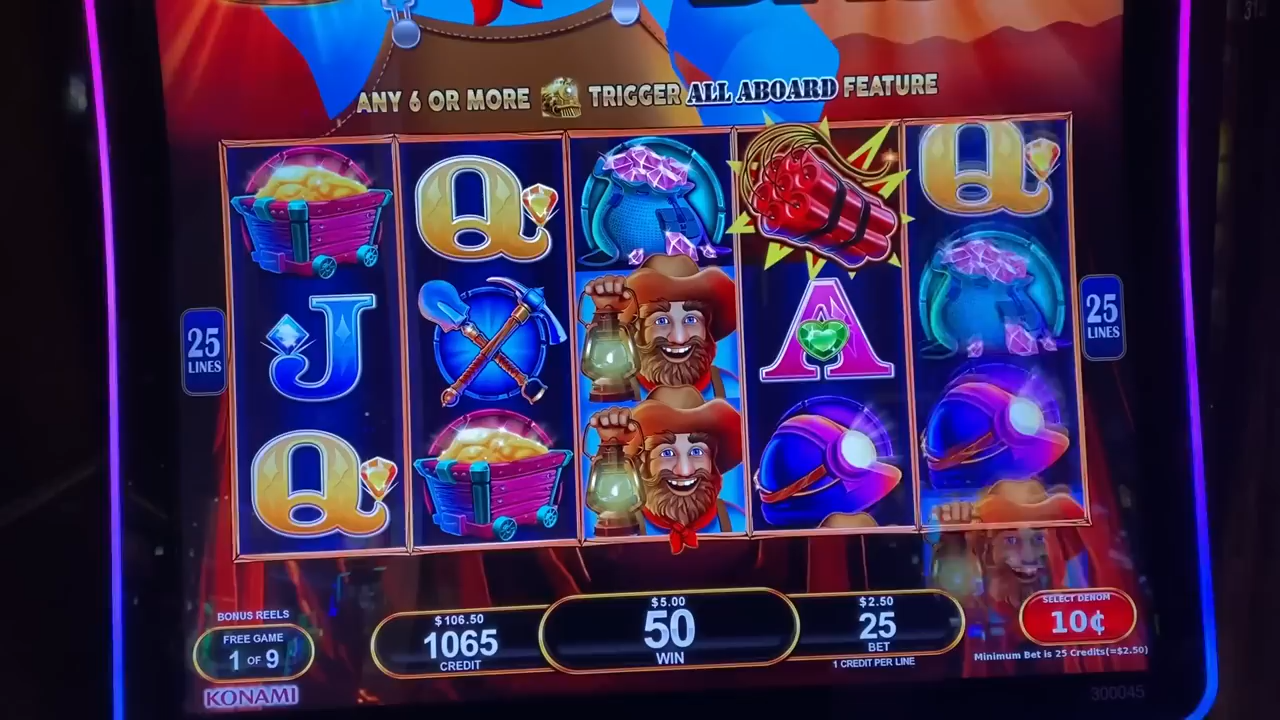 ANY 6 OR MORE TRIGGER ALL ABOARD FEATURE
Q
Q
J
A
Q
25
LINES
25
LINES
BONUS REELS
FREE GAME
1 OF 9
KONAMI
$106.50
1065
CREDIT
$5.00
50
WIN
$2.50
25
BET
1 CREDIT PER LINE
SELECT DENOM
10¢
Minimum Bet is 25 Credits(=$2.50)
300045